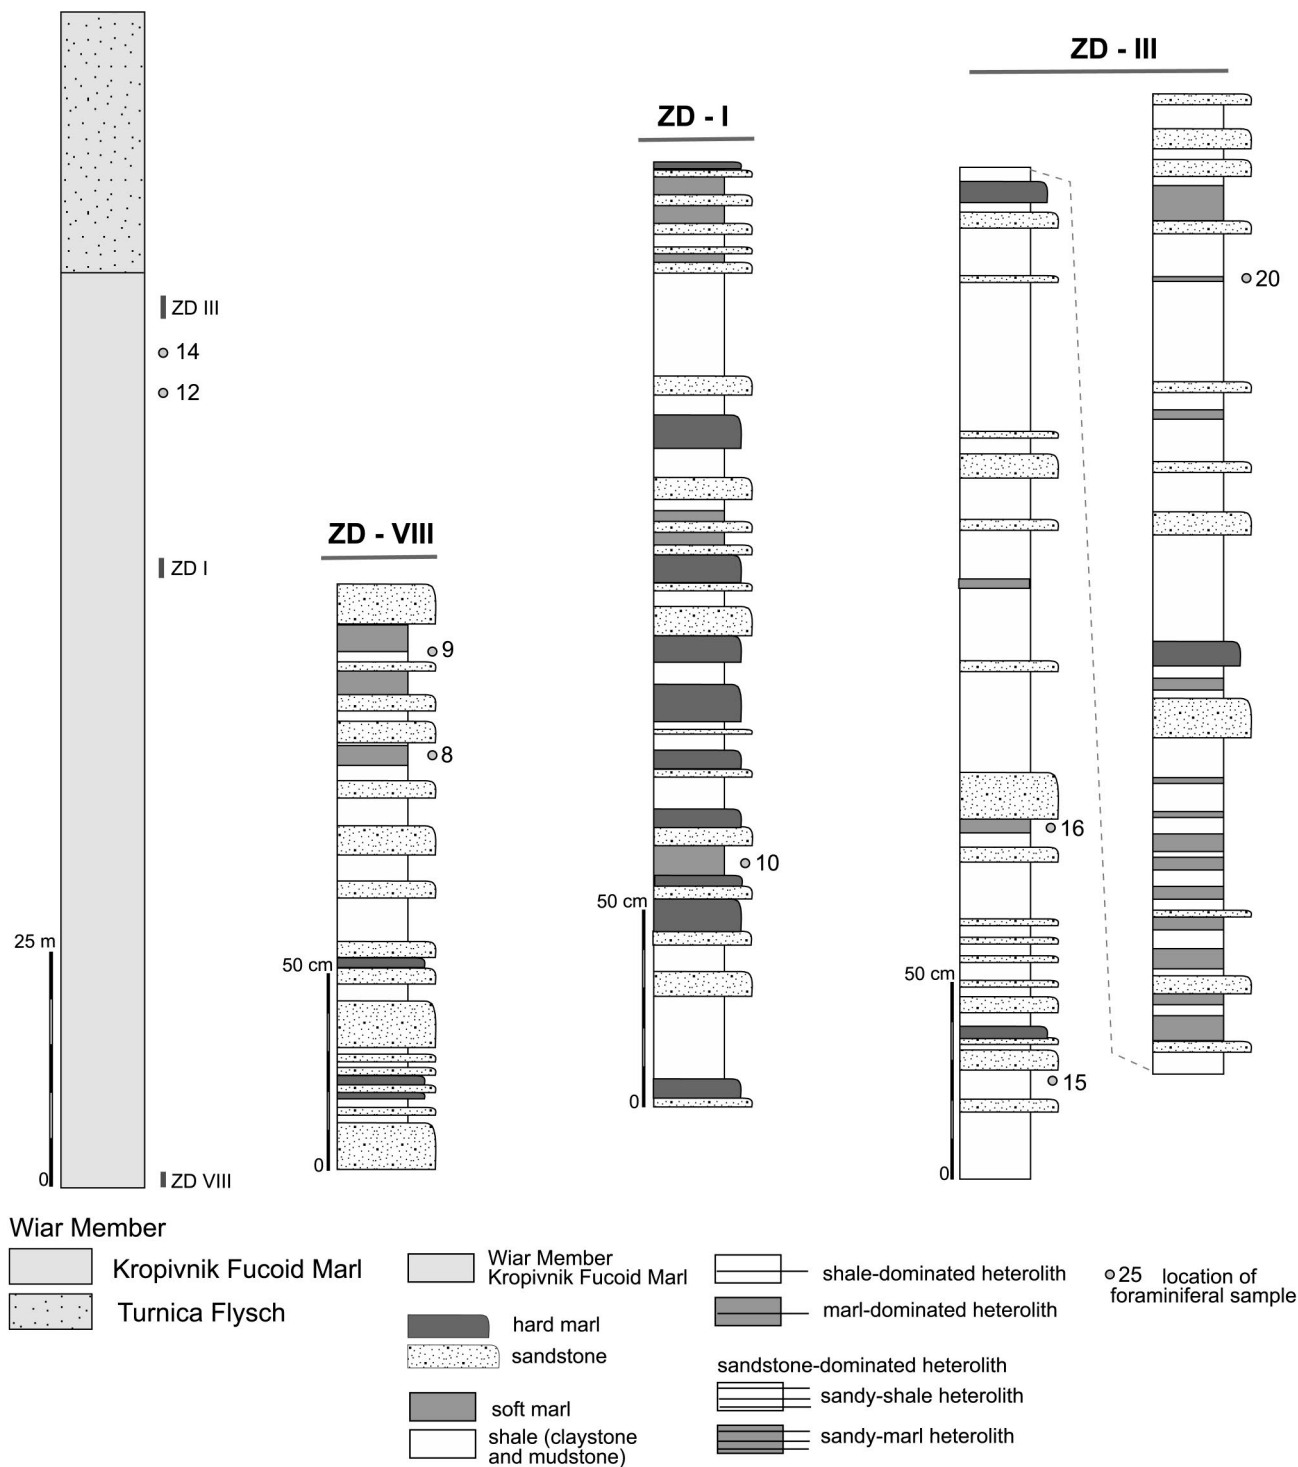 ZD - III
ZD - I
ZD - VIII
ZD III
14
12
ZD I
ZD VIII
25 m
0
9
8
50 cm
0
10
50 cm
0
16
15
50 cm
0
20
Wiar Member
Kropivnik Fucoid Marl
Turnica Flysch
Wiar Member
Kropivnik Fucoid Marl
hard marl
sandstone
soft marl
shale (claystone
and mudstone)
shale-dominated heterolith
marl-dominated heterolith
sandstone-dominated heterolith
sandy-shale heterolith
sandy-marl heterolith
25 location of
foraminiferal sample